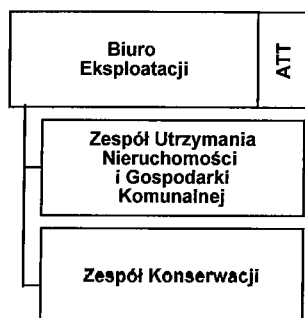 Biuro
Eksploatacji
ATT
Zespół Utrzymania
Nieruchomości
i Gospodarki
Komunalnej
Zespół Konserwacji